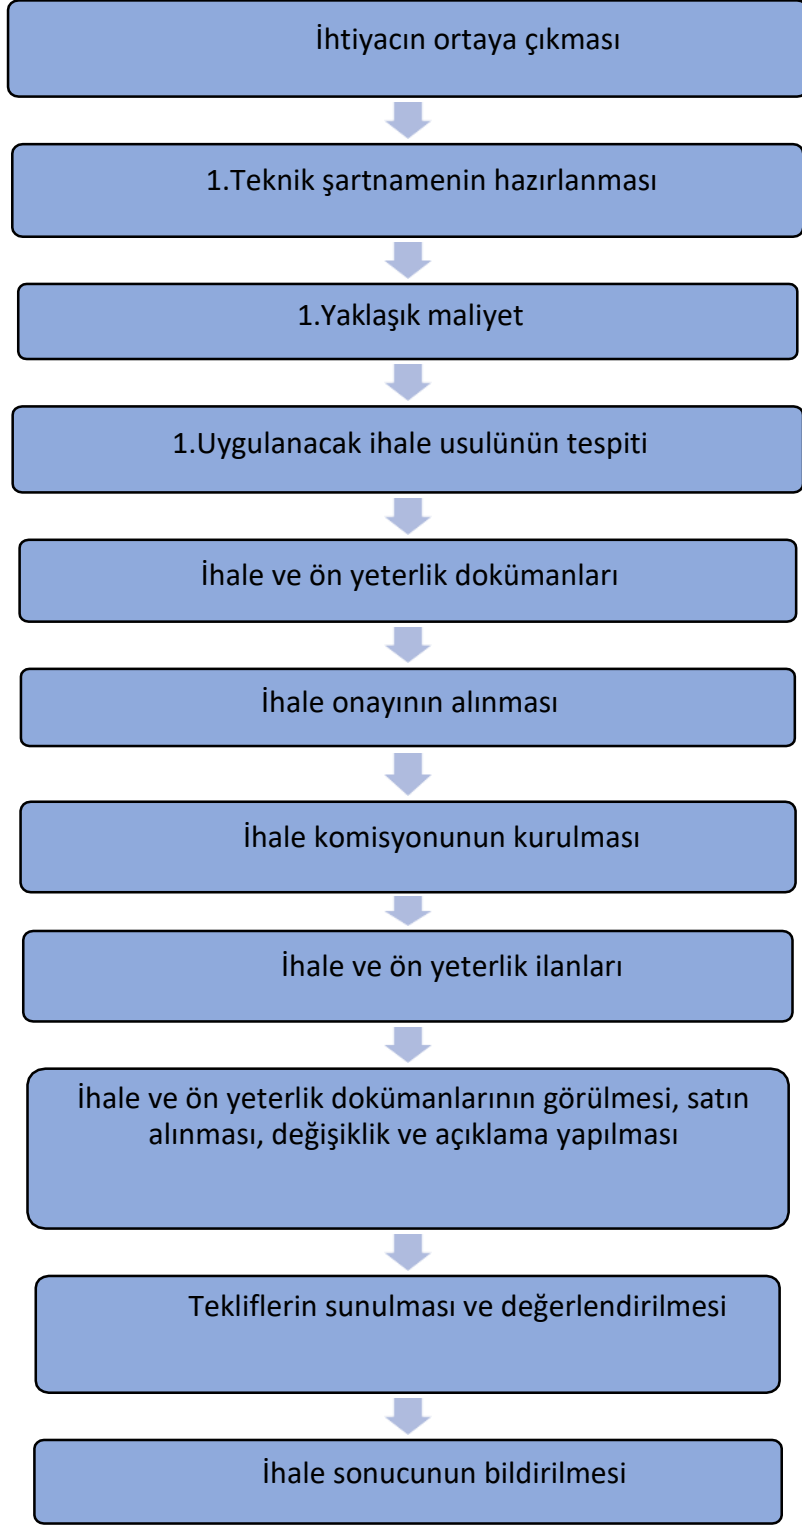 İhtiyacın ortaya çıkması
1.Teknik şartnamenin hazırlanması
1.Yaklaşık maliyet
1.Uygulanacak ihale usulünün tespiti
İhale ve ön yeterlik dokümanları
İhale onayının alınması
İhale komisyonunun kurulması
İhale ve ön yeterlik ilanları
İhale ve ön yeterlik dokümanlarının görülmesi, satın
alınması, değişiklik ve açıklama yapılması
Tekliflerin sunulması ve değerlendirilmesi
İhale sonucunun bildirilmesi